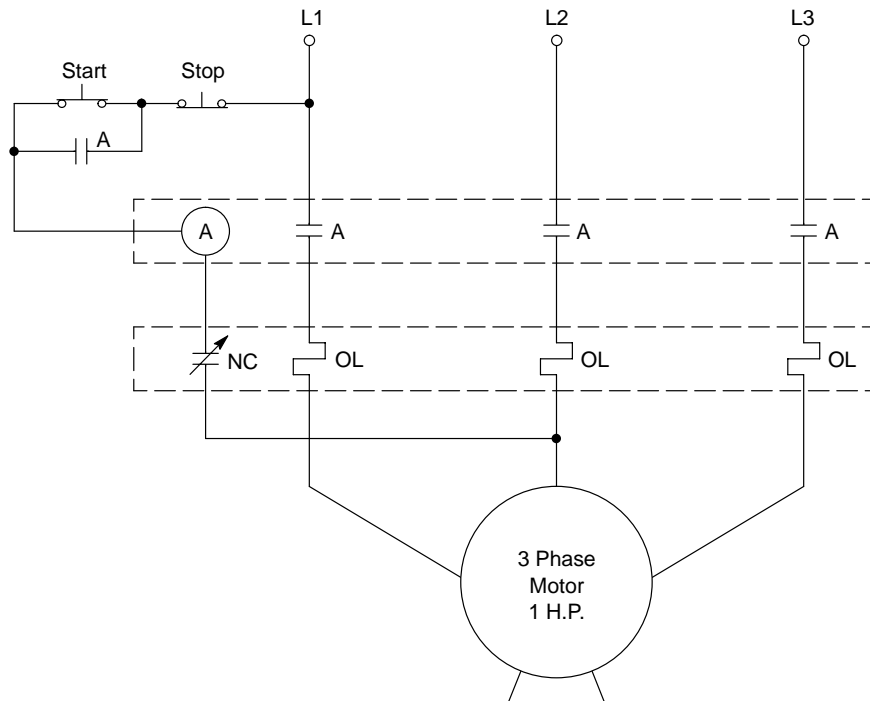 L1
L2
L3
Start
Stop
A
A
A
A
A
NC
OL
OL
OL
3 Phase
Motor
1 H.P.